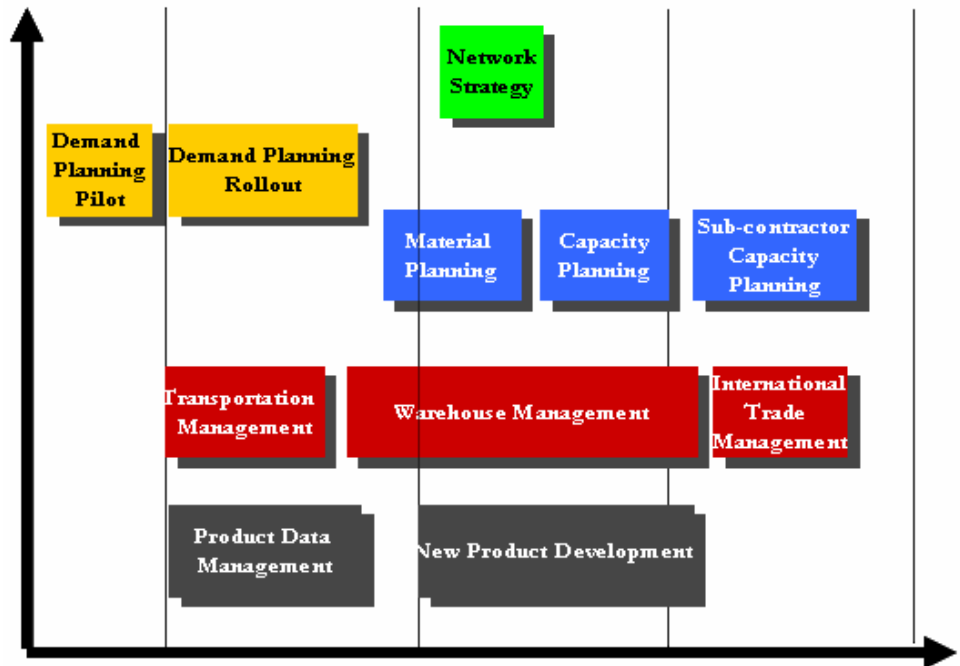 Network
Strategy
Demand
Planning
Pilot
Demand Planning
Rollout
Material
Planning
Capacity
Planning
Sub-contractor
Capacity
Planning
Transportation
Management
Warehouse Management
International
Trade
Management
Product Data
Management
New Product Development